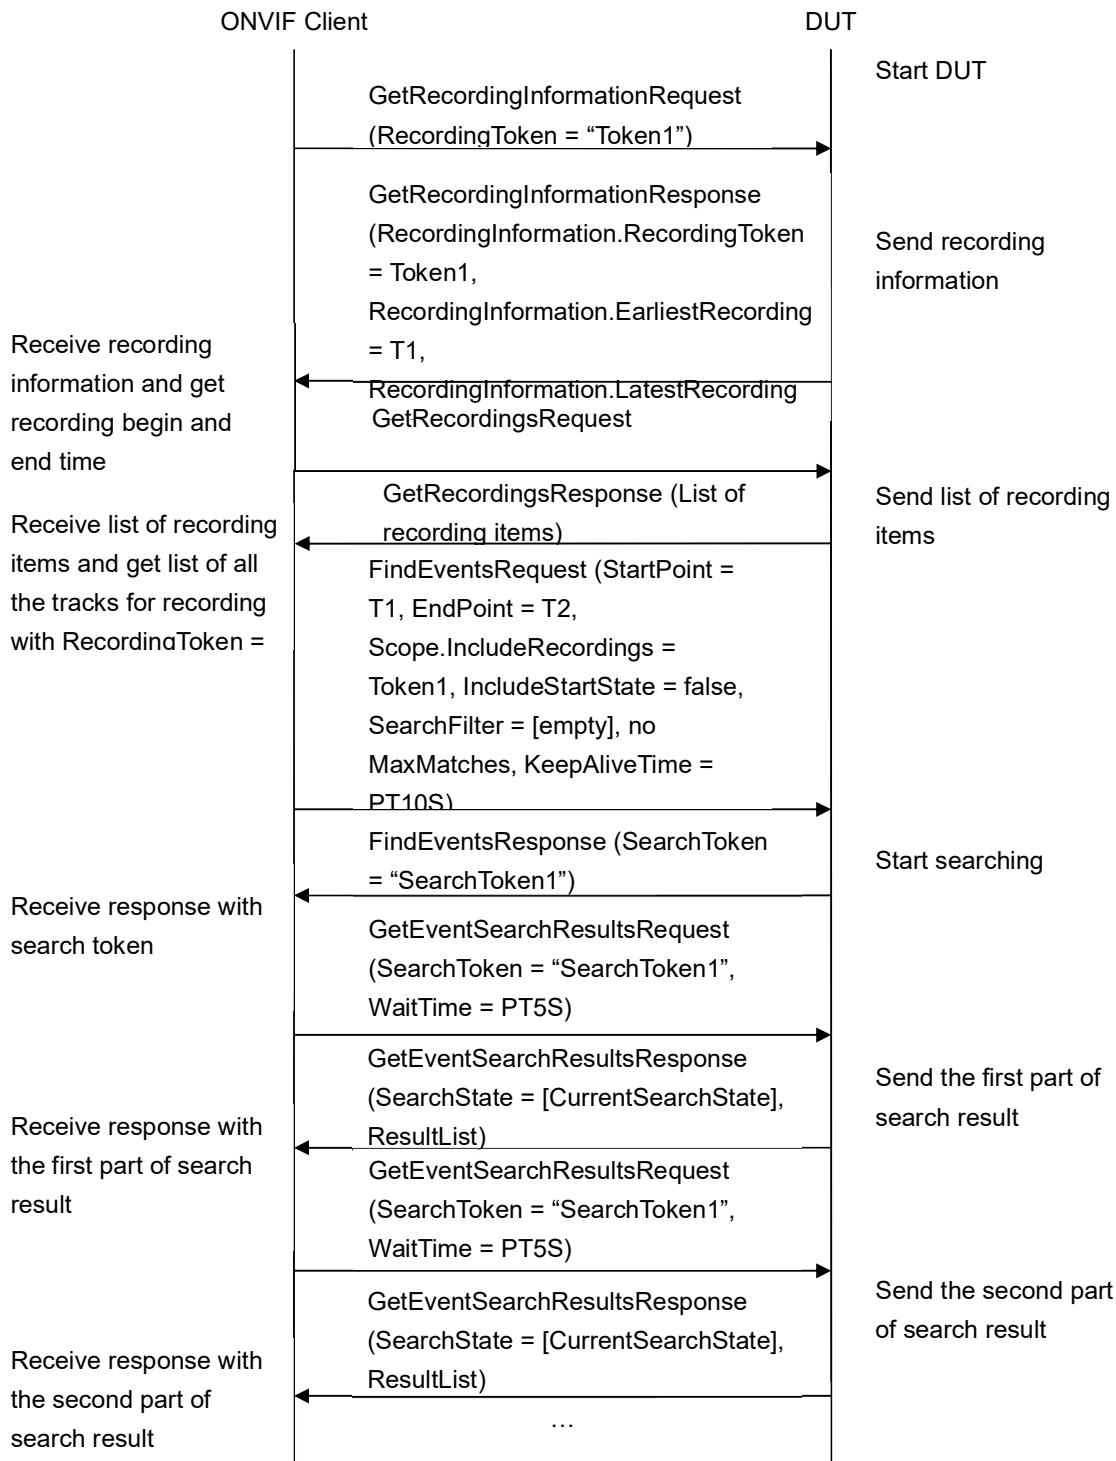 ONVIF Client
DUT
Start DUT
GetRecordingInformationRequest
(RecordingToken = “Token1”)
GetRecordingInformationResponse
(RecordingInformation.RecordingToken
= Token1,
RecordingInformation.EarliestRecording
= T1,
RecordingInformation.LatestRecording
Send recording
information
Receive recording
information and get
recording begin and
end time
GetRecordingsRequest
GetRecordingsResponse (List of
recording items)
Send list of recording
items
Receive list of recording
items and get list of all
the tracks for recording
with RecordingToken =
FindEventsRequest (StartPoint =
T1, EndPoint = T2,
Scope.IncludeRecordings =
Token1, IncludeStartState = false,
SearchFilter = [empty], no
MaxMatches, KeepAliveTime =
PT10S)
FindEventsResponse (SearchToken
= “SearchToken1”)
Start searching
Receive response with
search token
GetEventSearchResultsRequest
(SearchToken = “SearchToken1”,
WaitTime = PT5S)
GetEventSearchResultsResponse
(SearchState = [CurrentSearchState],
ResultList)
Send the first part of
search result
Receive response with
the first part of search
result
GetEventSearchResultsRequest
(SearchToken = “SearchToken1”,
WaitTime = PT5S)
GetEventSearchResultsResponse
(SearchState = [CurrentSearchState],
ResultList)
Send the second part
of search result
Receive response with
the second part of
search result
…